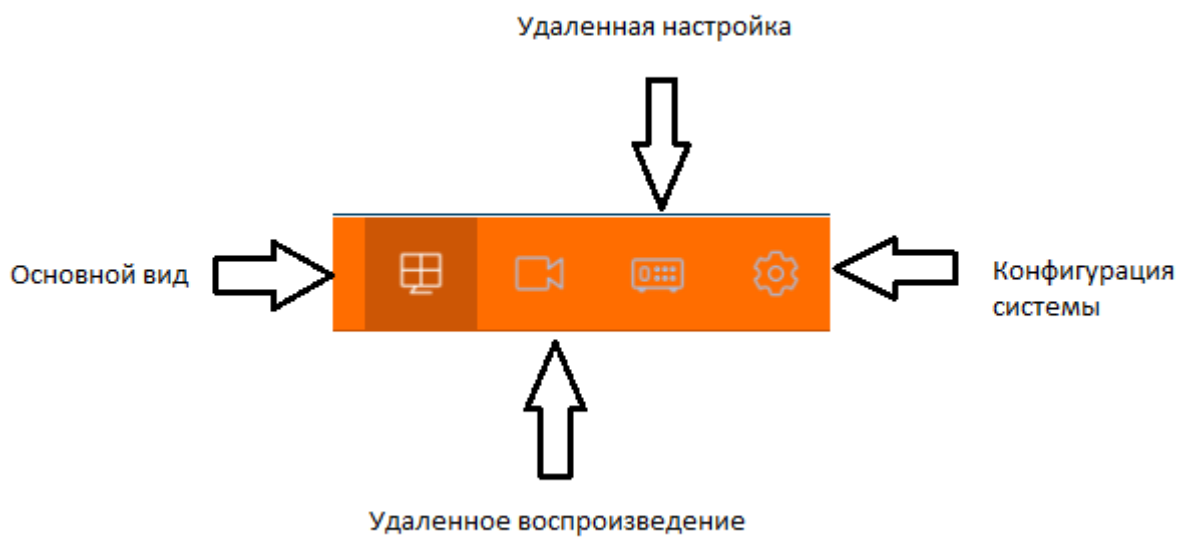 Удаленная настройка
Основной вид
Конфигурация
системы
Удаленное воспроизведение